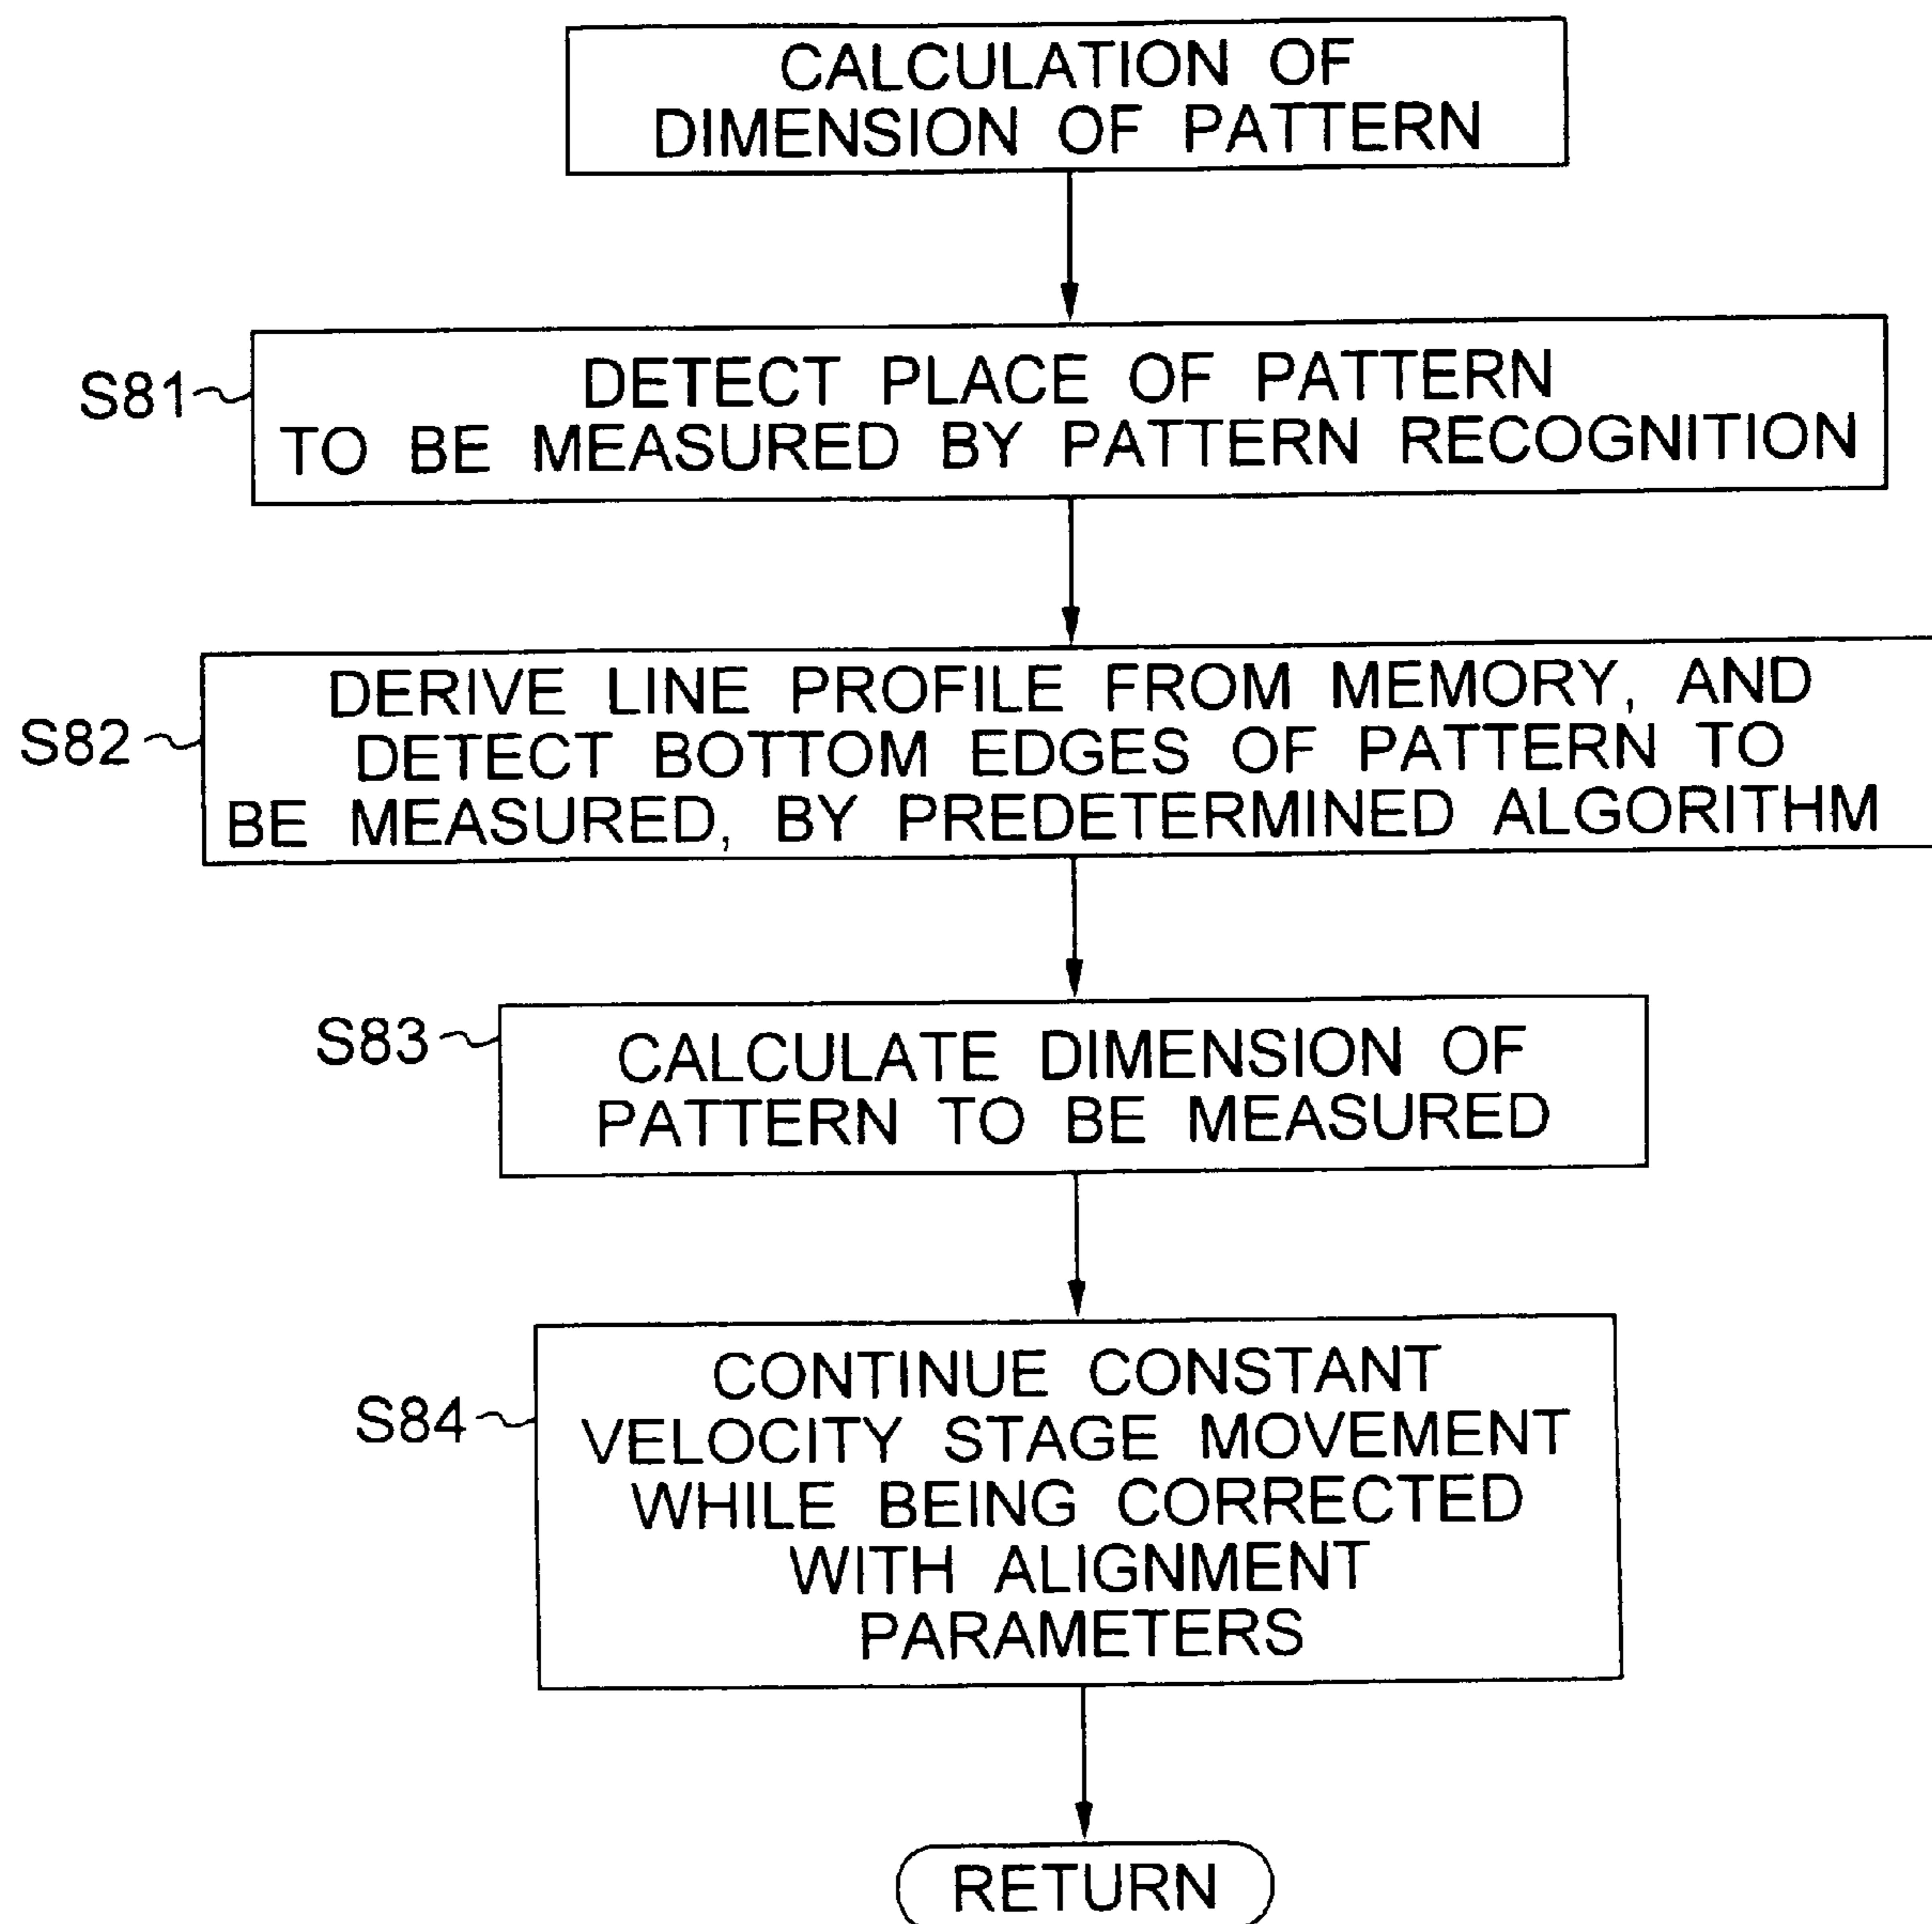 CALCULATION OF
DIMENSION OF PATTERN
S81
DETECT PLACE OF PATTERN
TO BE MEASURED BY PATTERN RECOGNITION
S82
DERIVE LINE PROFILE FROM MEMORY, AND
DETECT BOTTOM EDGES OF PATTERN TO
BE MEASURED, BY PREDETERMINED ALGORITHM
S83
CALCULATE DIMENSION OF
PATTERN TO BE MEASURED
S84
CONTINUE CONSTANT
VELOCITY STAGE MOVEMENT
WHILE BEING CORRECTED
WITH ALIGNMENT
PARAMETERS
RETURN